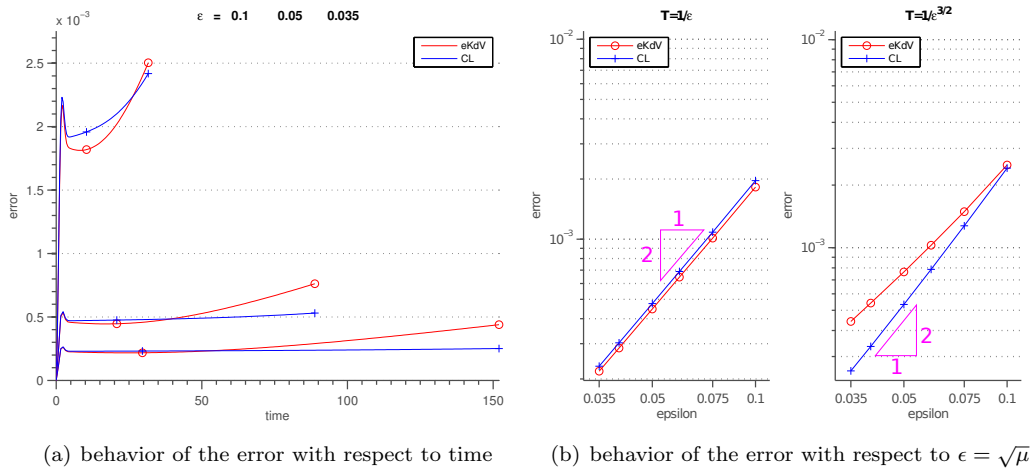 ε = 0.1 0.05 0.035
x 10⁻³
eKdV
CL
2.5
2
1.5
1
0.5
0
error
0 50 100 150
time
(a) behavior of the error with respect to time
T=1/ε
10⁻²
eKdV
CL
10⁻³
error
1
2
0.035 0.05 0.075 0.1
epsilon
T=1/ε^{3/2}
10⁻²
eKdV
CL
10⁻³
error
2
1
0.035 0.05 0.075 0.1
epsilon
(b) behavior of the error with respect to ϵ = √μ